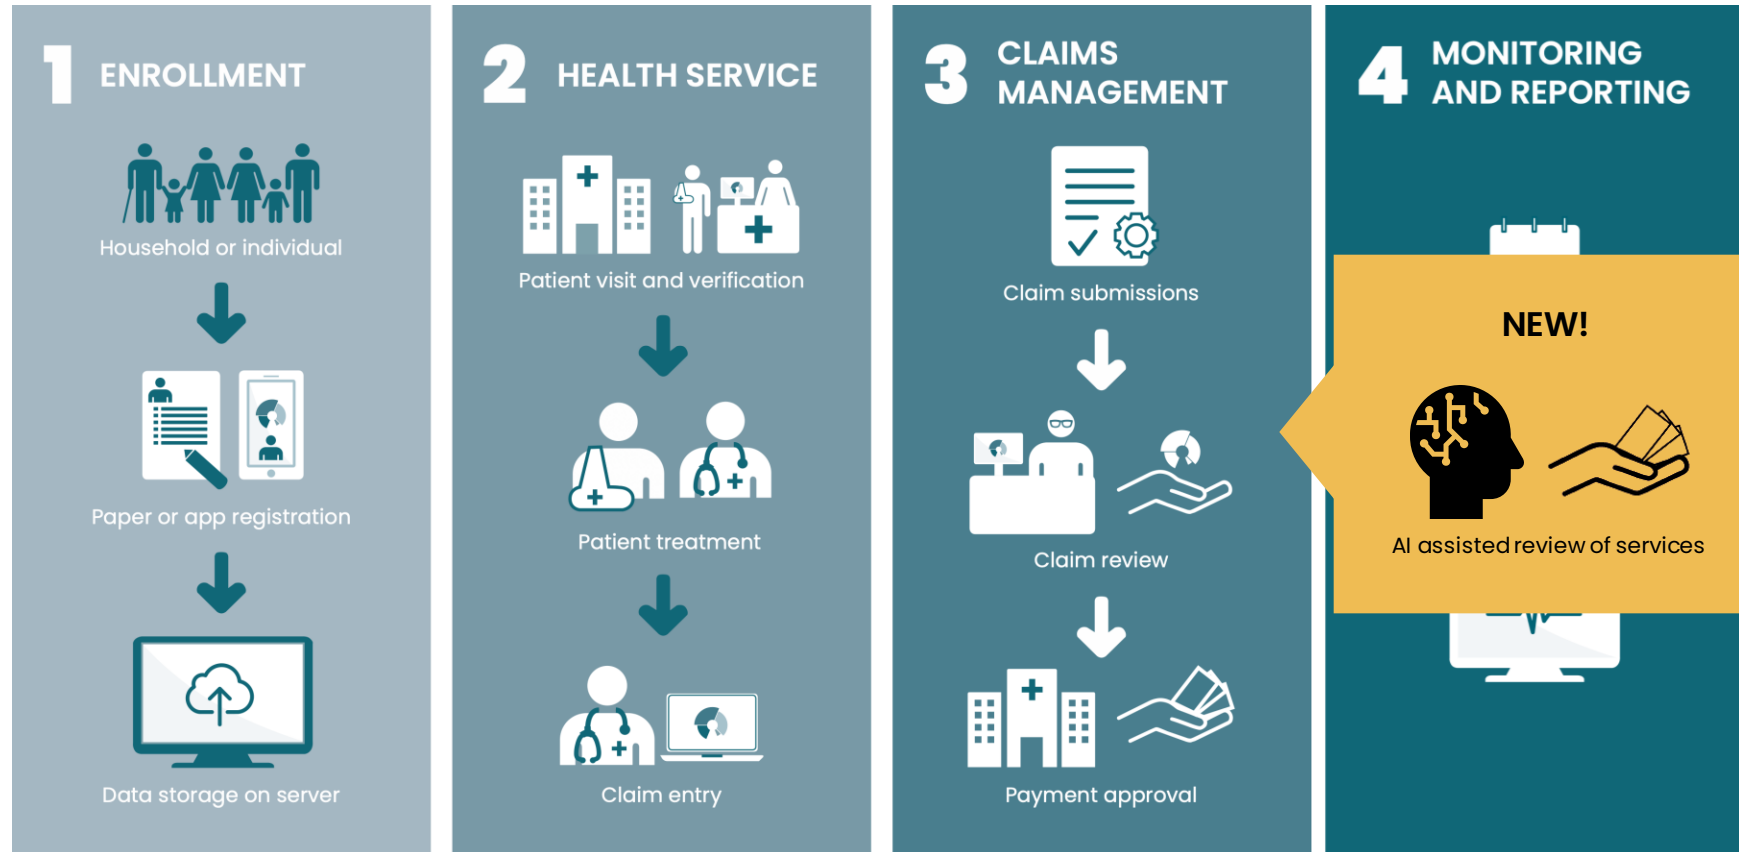 1 ENROLLMENT
Household or individual
Paper or app registration
Data storage on server
2 HEALTH SERVICE
Patient visit and verification
Patient treatment
Claim entry
3 CLAIMS
MANAGEMENT
Claim submissions
Claim review
Payment approval
4 MONITORING
AND REPORTING
NEW!
AI assisted review of services